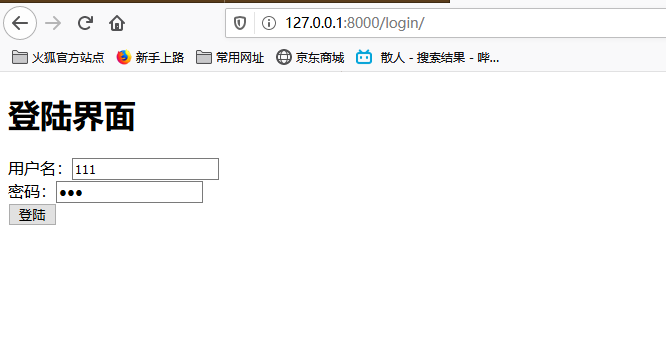 127.0.0.1:8000/login/
火狐官方站点 新手上路 常用网址 京东商城 散人 - 搜索结果 - 哔...
登陆界面
用户名：111
密码：●●●
登陆